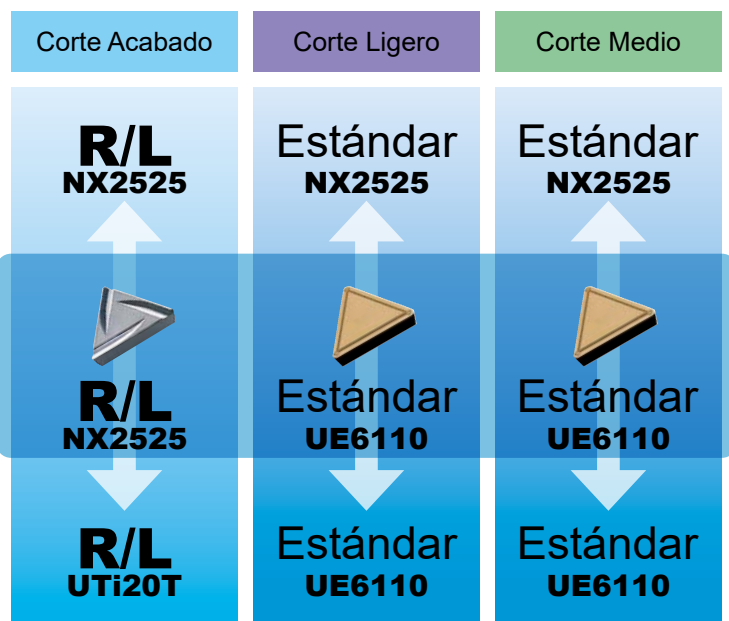 Corte Acabado
Corte Ligero
Corte Medio
R/L
NX2525
Estándar
NX2525
Estándar
NX2525
R/L
NX2525
Estándar
UE6110
Estándar
UE6110
R/L
UTi20T
Estándar
UE6110
Estándar
UE6110